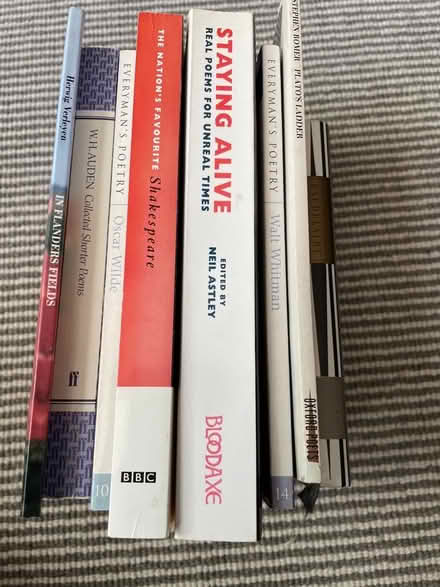 Herwig Verleyen
IN FLANDERS FIELDS
W.H. AUDEN Collected Shorter Poems
ff
EVERYMAN'S POETRY
Oscar Wilde
10
THE NATION'S FAVOURITE
Shakespeare
BBC
STAYING ALIVE
REAL POEMS FOR UNREAL TIMES
EDITED BY
NEIL ASTLEY
BLOODAXE
EVERYMAN'S POETRY
Walt Whitman
14
STEPHEN ROMER PLATO'S LADDER
OXFORD POETS